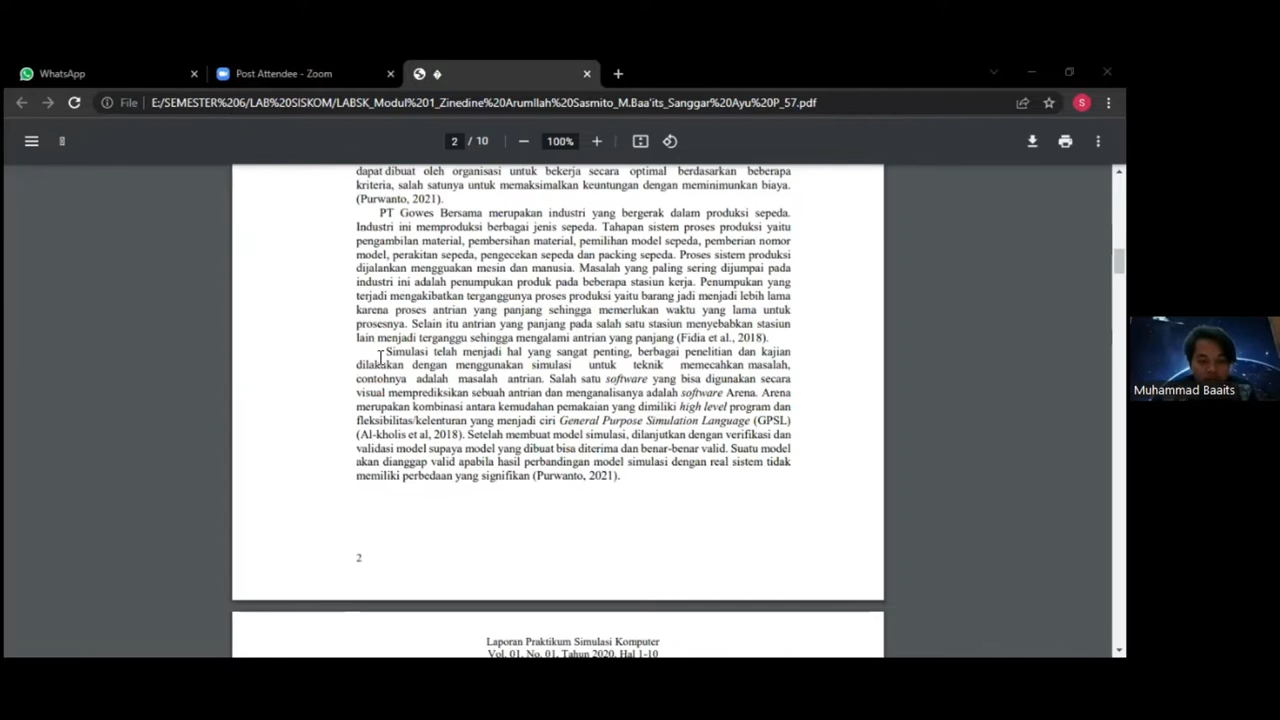 WhatsApp
Post Attendee - Zoom
File
E:/SEMESTER%206/LAB%20SISKOM/LABSK_Modul%201_Zinedine%20ArumIlah%20Sasmito_M.Baa'its_Sanggar%20Ayu%20P_57.pdf
S
2 / 10
100%
dapat dibuat oleh organisasi untuk bekerja secara optimal berdasarkan beberapa
kriteria, salah satunya untuk memaksimalkan keuntungan dengan meminimunkan biaya.
(Purwanto, 2021).
PT Gowes Bersama merupakan industri yang bergerak dalam produksi sepeda.
Industri ini memproduksi berbagai jenis sepeda. Tahapan sistem proses produksi yaitu
pengambilan material, pembersihan material, pemilihan model sepeda, pemberian nomor
model, perakitan sepeda, pengecekan sepeda dan packing sepeda. Proses sistem produksi
dijalankan mengguakan mesin dan manusia. Masalah yang paling sering dijumpai pada
industri ini adalah penumpukan produk pada beberapa stasiun kerja. Penumpukan yang
terjadi mengakibatkan terganggunya proses produksi yaitu barang jadi menjadi lebih lama
karena proses antrian yang panjang sehingga memerlukan waktu yang lama untuk
prosesnya. Selain itu antrian yang panjang pada salah satu stasiun menyebabkan stasiun
lain menjadi terganggu sehingga mengalami antrian yang panjang (Fidia et al., 2018).
Simulasi telah menjadi hal yang sangat penting, berbagai penelitian dan kajian
dilakukan dengan menggunakan simulasi untuk teknik memecahkan masalah,
contohnya adalah masalah antrian. Salah satu software yang bisa digunakan secara
visual memprediksikan sebuah antrian dan menganalisanya adalah software Arena. Arena
merupakan kombinasi antara kemudahan pemakaian yang dimiliki high level program dan
fleksibilitas/kelenturan yang menjadi ciri General Purpose Simulation Language (GPSL)
(Al-kholis et al, 2018). Setelah membuat model simulasi, dilanjutkan dengan verifikasi dan
validasi model supaya model yang dibuat bisa diterima dan benar-benar valid. Suatu model
akan dianggap valid apabila hasil perbandingan model simulasi dengan real sistem tidak
memiliki perbedaan yang signifikan (Purwanto, 2021).
2
Laporan Praktikum Simulasi Komputer
Vol. 01, No. 01, Tahun 2020, Hal 1-10
Muhammad Baaits